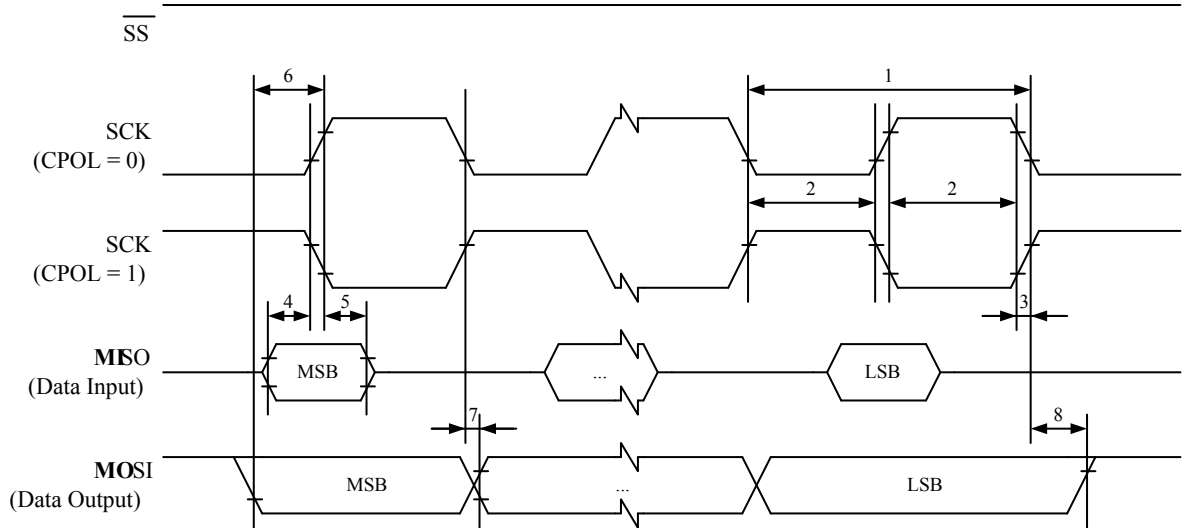 SS
6
1
SCK
(CPOL = 0)
2
2
SCK
(CPOL = 1)
4
5
3
MISO
(Data Input)
MSB
...
LSB
7
8
MOSI
(Data Output)
MSB
...
LSB